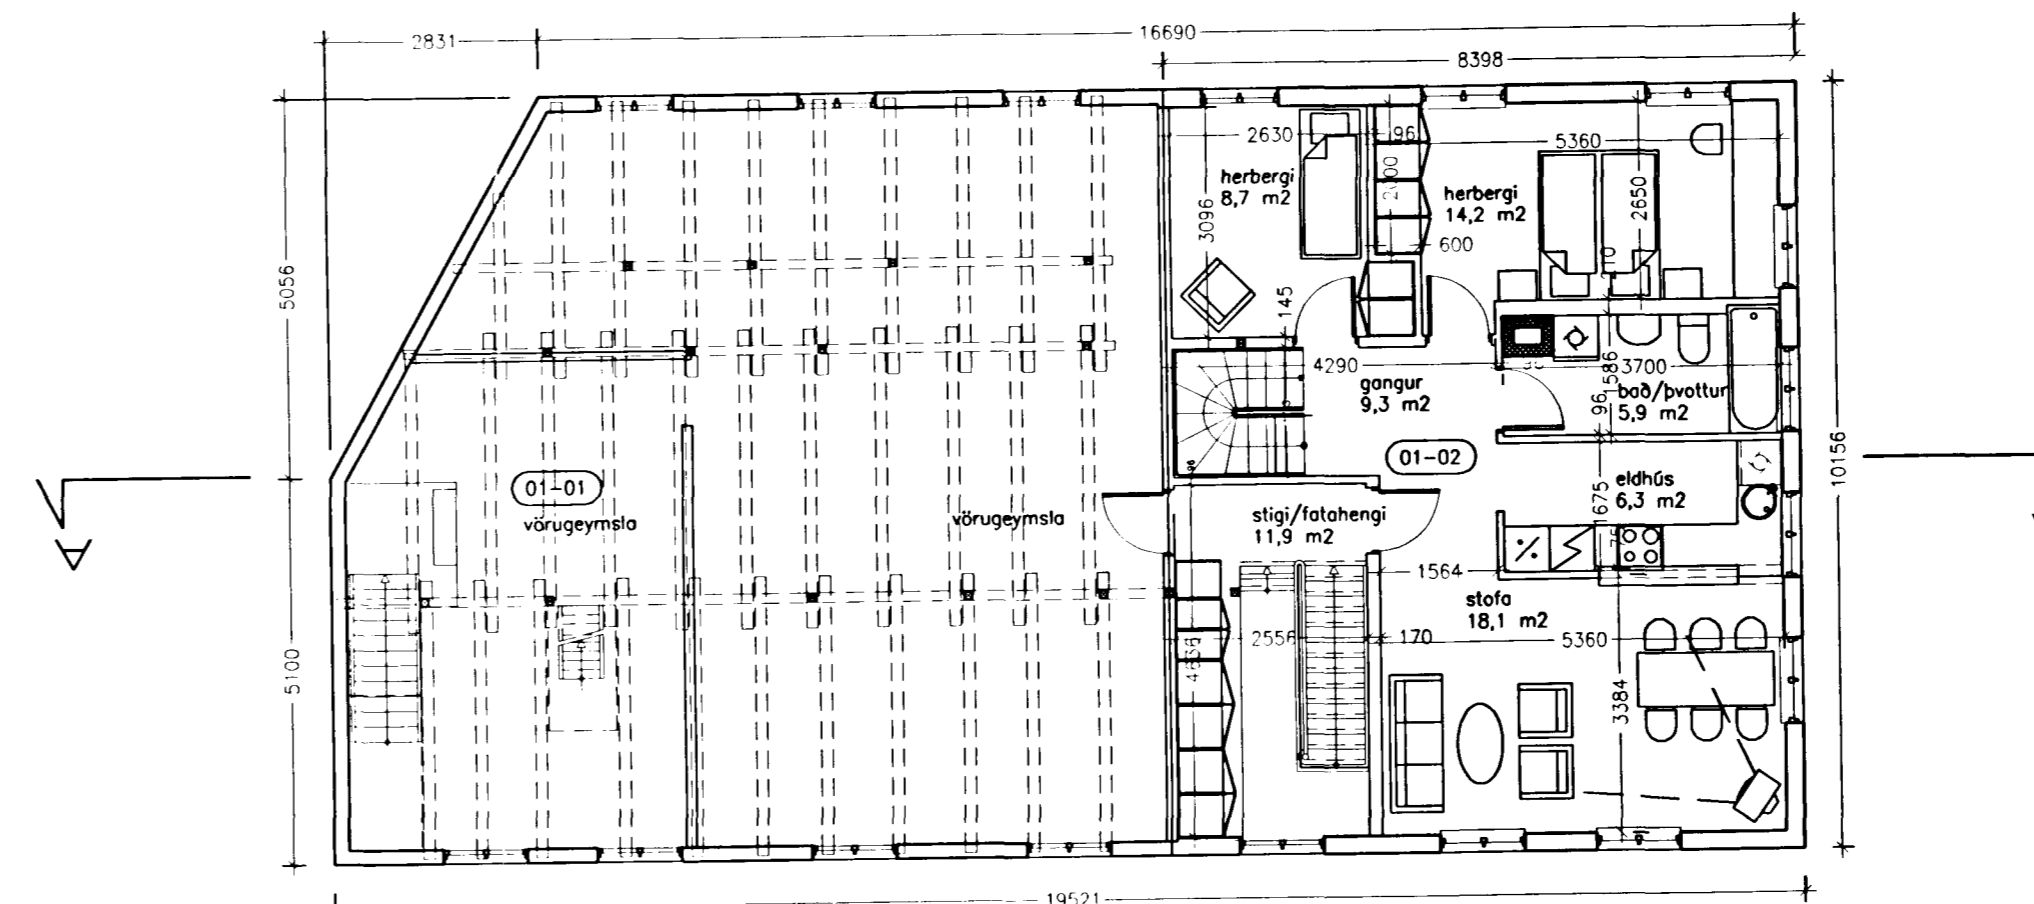 2831
16690
8398
2630
96
5360
herbergi
8,7 m2
2000
herbergi
14,2 m2
2650
3096
600
5056
145
4290
3700
1586
gangur
9,3 m2
bað/þvottur
5,9 m2
96
01-02
10156
01-01
vörugeymsla
vörugeymsla
eldhús
6,3 m2
1675
stigi/fatahengi
11,9 m2
A
1564
stofa
18,1 m2
2556
170
5360
4636
5100
3384
19521